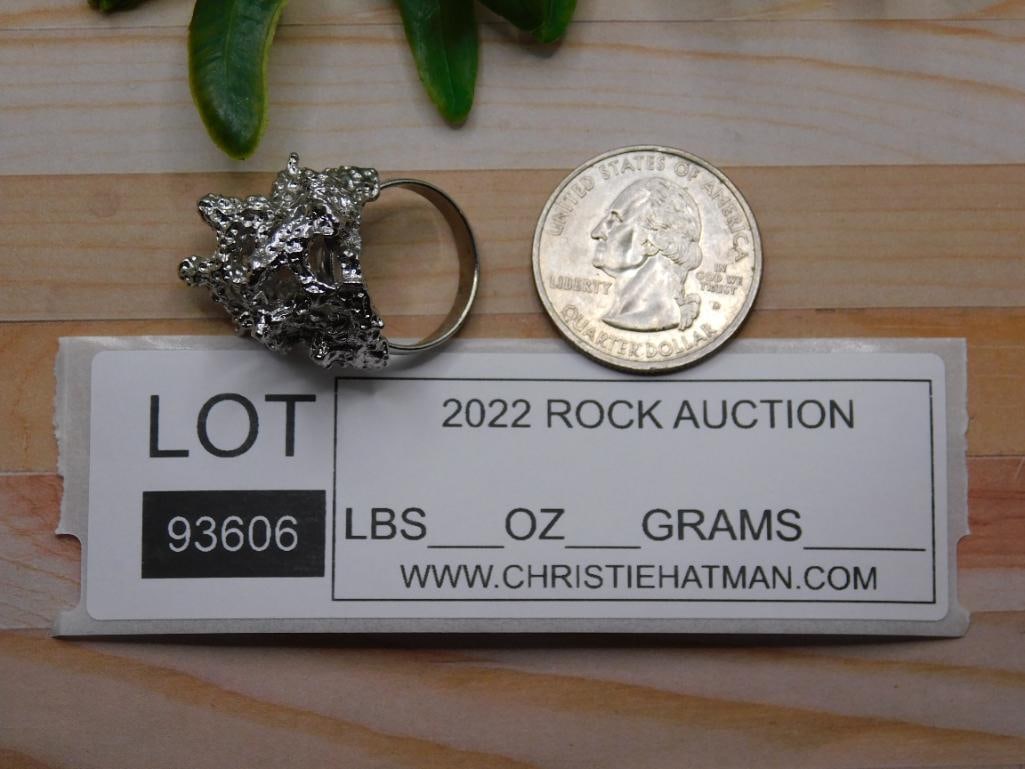 UNITED STATES OF AMERICA
LIBERTY
IN
GOD WE
TRUST
D
QUARTER DOLLAR
LOT
93606
2022 ROCK AUCTION
LBS___OZ___GRAMS_____
WWW.CHRISTIEHATMAN.COM